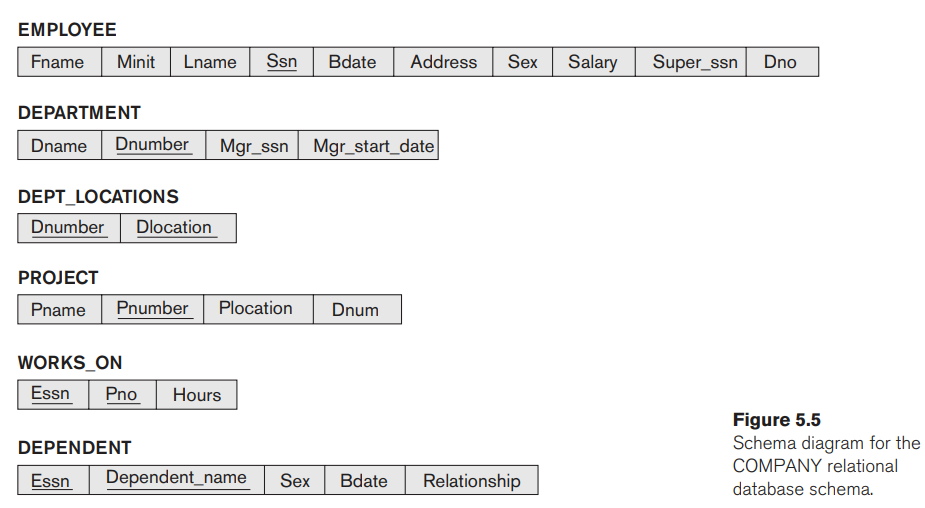 EMPLOYEE
Fname Minit Lname Ssn Bdate Address Sex Salary Super_ssn Dno
DEPARTMENT
Dname Dnumber Mgr_ssn Mgr_start_date
DEPT_LOCATIONS
Dnumber Dlocation
PROJECT
Pname Pnumber Plocation Dnum
WORKS_ON
Essn Pno Hours
DEPENDENT
Essn Dependent_name Sex Bdate Relationship
Figure 5.5
Schema diagram for the
COMPANY relational
database schema.